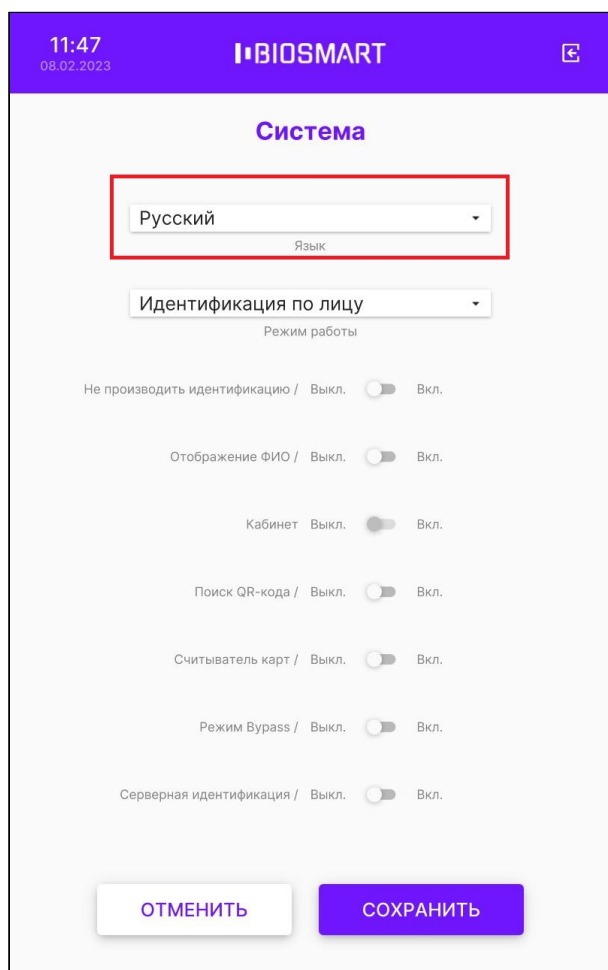 11:47
08.02.2023
BIOSMART
Система
Русский
Язык
Идентификация по лицу
Режим работы
Не производить идентификацию / Выкл. Вкл.
Отображение ФИО / Выкл. Вкл.
Кабинет Выкл. Вкл.
Поиск QR-кода / Выкл. Вкл.
Считыватель карт / Выкл. Вкл.
Режим Bypass / Выкл. Вкл.
Серверная идентификация / Выкл. Вкл.
ОТМЕНИТЬ СОХРАНИТЬ